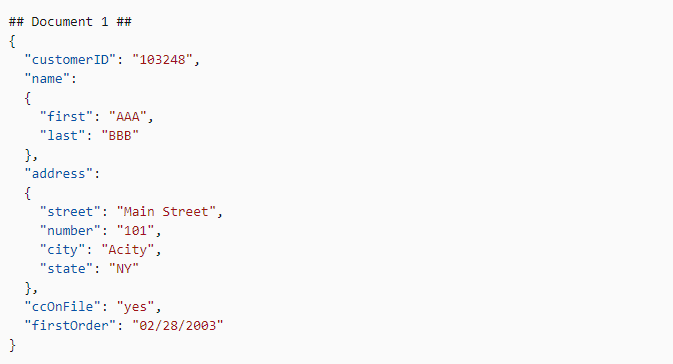 ## Document 1 ##
{
  "customerID": "103248",
  "name":
  {
    "first": "AAA",
    "last": "BBB"
  },
  "address":
  {
    "street": "Main Street",
    "number": "101",
    "city": "Acity",
    "state": "NY"
  },
  "ccOnFile": "yes",
  "firstOrder": "02/28/2003"
}